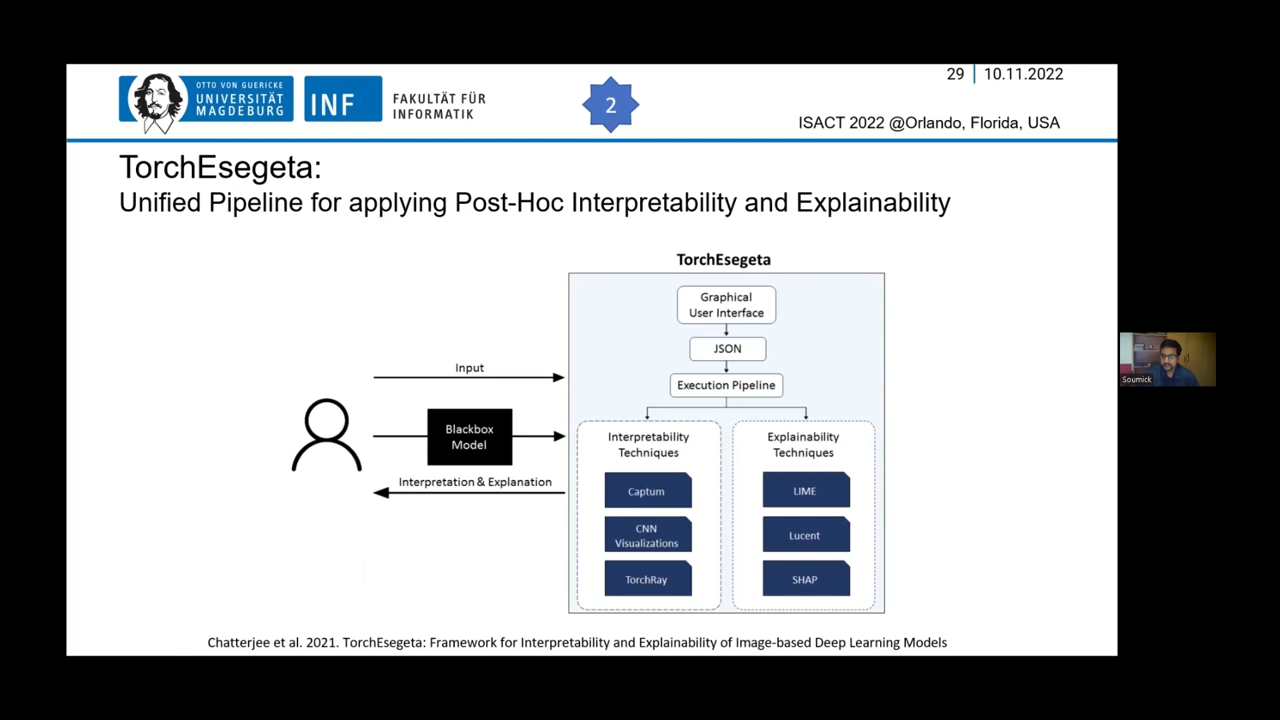 OTTO VON GUERICKE
UNIVERSITÄT
MAGDEBURG
INF
FAKULTÄT FÜR
INFORMATIK
2
29 | 10.11.2022
ISACT 2022 @Orlando, Florida, USA
TorchEsegeta:
Unified Pipeline for applying Post-Hoc Interpretability and Explainability
TorchEsegeta
Graphical
User Interface
JSON
Execution Pipeline
Input
Blackbox
Model
Interpretation & Explanation
Interpretability
Techniques
Captum
CNN
Visualizations
TorchRay
Explainability
Techniques
LIME
Lucent
SHAP
Soumick
Chatterjee et al. 2021. TorchEsegeta: Framework for Interpretability and Explainability of Image-based Deep Learning Models